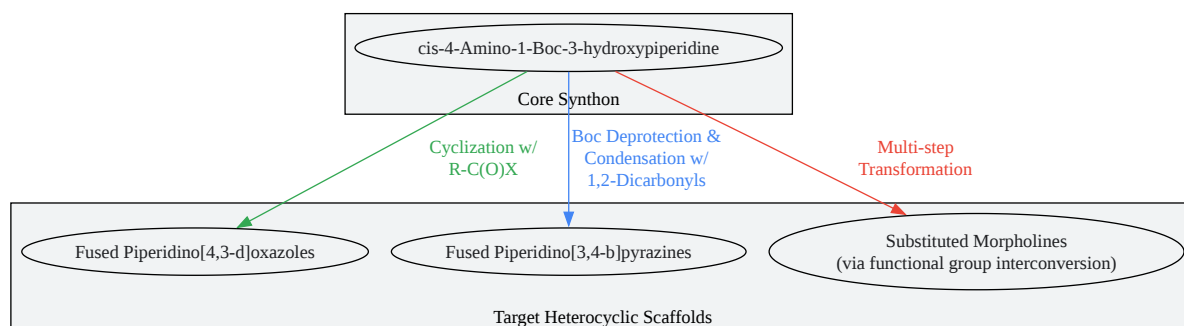 cis-4-Amino-1-Boc-3-hydroxypiperidine
Core Synthon
Cyclization w/
R-C(O)X
Boc Deprotection &
Condensation w/
1,2-Dicarbonyls
Multi-step
Transformation
Fused Piperidino[4,3-d]oxazoles
Fused Piperidino[3,4-b]pyrazines
Substituted Morpholines
(via functional group interconversion)
Target Heterocyclic Scaffolds